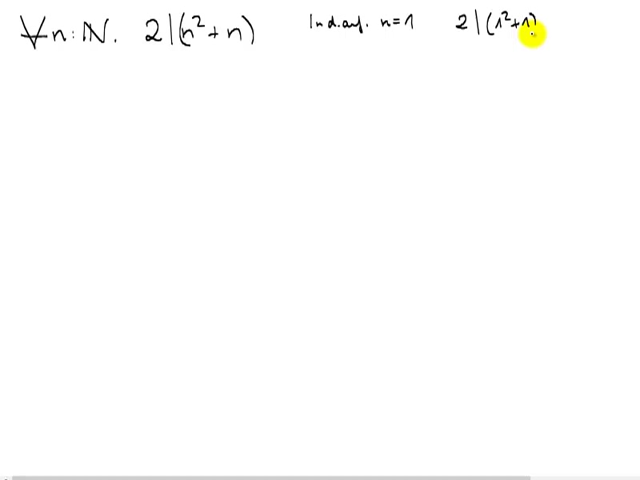 ∀n:ℕ. 2|(n²+n) Ind.anf. n=1 2|(1²+1)